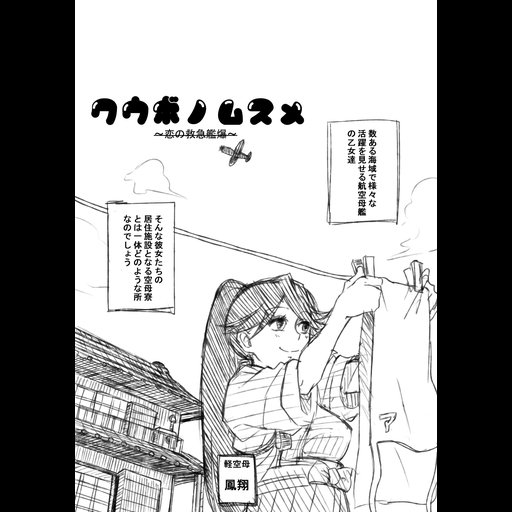 クウボノムスメ
〜恋の救急艦爆〜
数ある海域で様々な
活躍を見せる航空母艦
の乙女達
そんな彼女たちの
居住施設となる空母寮
とは一体どのような所
なのでしょう
ア
軽空母
鳳翔